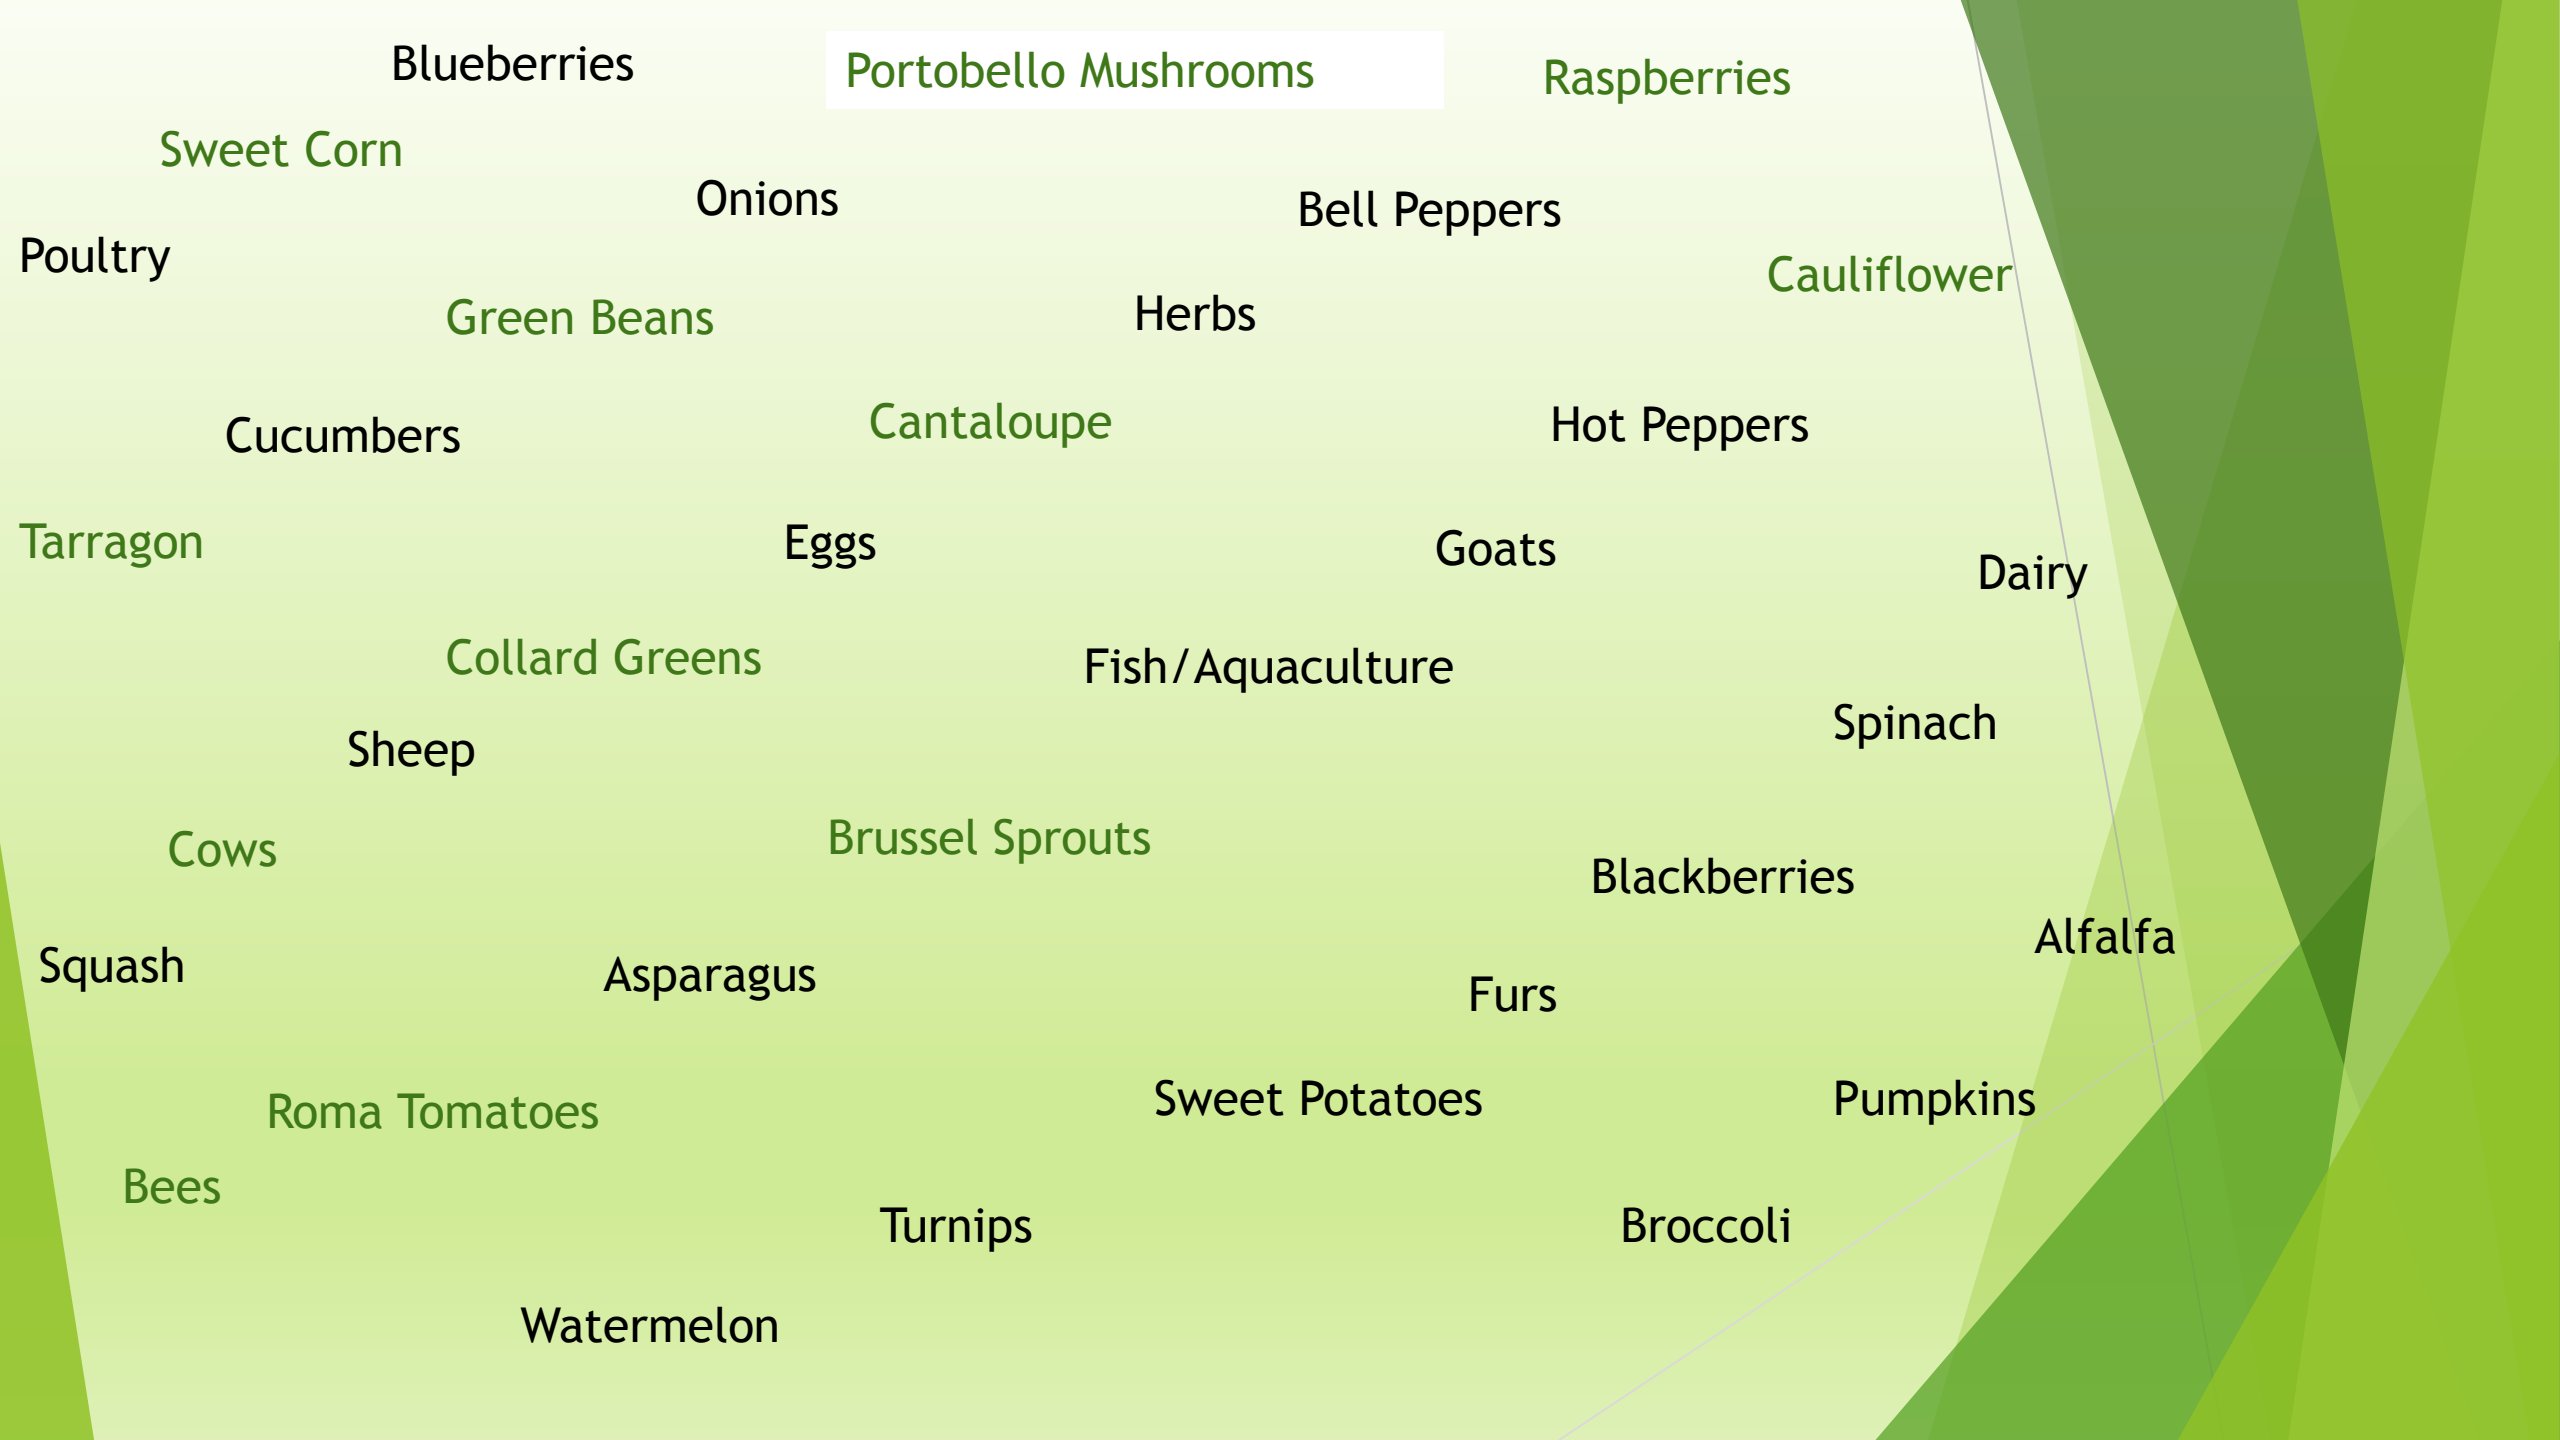 Blueberries
Portobello Mushrooms
Raspberries
Sweet Corn
Onions
Bell Peppers
Poultry
Cauliflower
Green Beans
Herbs
Cucumbers
Cantaloupe
Hot Peppers
Tarragon
Eggs
Goats
Dairy
Collard Greens
Fish/Aquaculture
Spinach
Sheep
Cows
Brussel Sprouts
Blackberries
Alfalfa
Squash
Asparagus
Furs
Roma Tomatoes
Sweet Potatoes
Pumpkins
Bees
Turnips
Broccoli
Watermelon